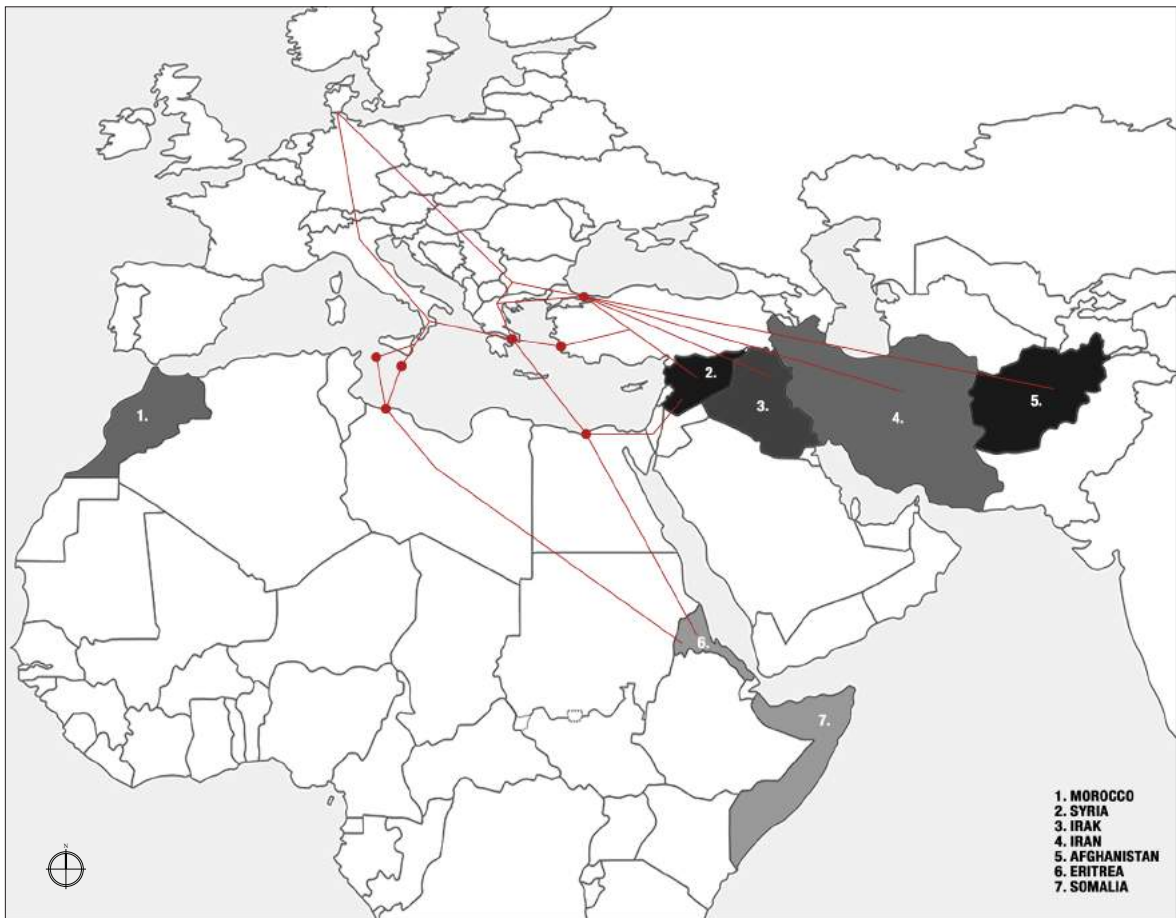 1.
2.
3.
4.
5.
6.
7.
N
1. MOROCCO
2. SYRIA
3. IRAK
4. IRAN
5. AFGHANISTAN
6. ERITREA
7. SOMALIA